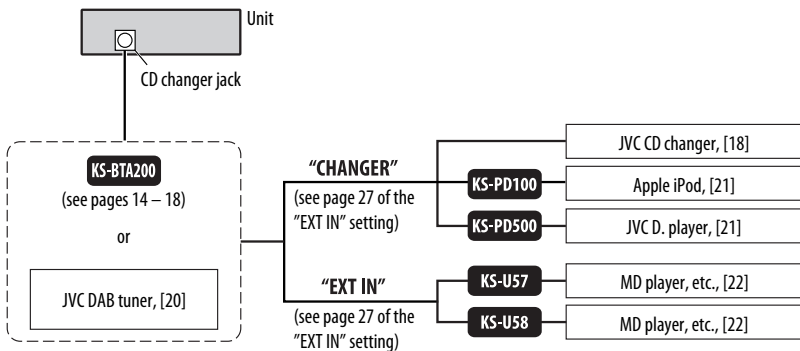 Unit
CD changer jack
KS-BTA200
(see pages 14 – 18)
or
JVC DAB tuner, [20]
“CHANGER”
(see page 27 of the
"EXT IN" setting)
“EXT IN”
(see page 27 of the
"EXT IN" setting)
JVC CD changer, [18]
KS-PD100
Apple iPod, [21]
KS-PD500
JVC D. player, [21]
KS-U57
MD player, etc., [22]
KS-U58
MD player, etc., [22]